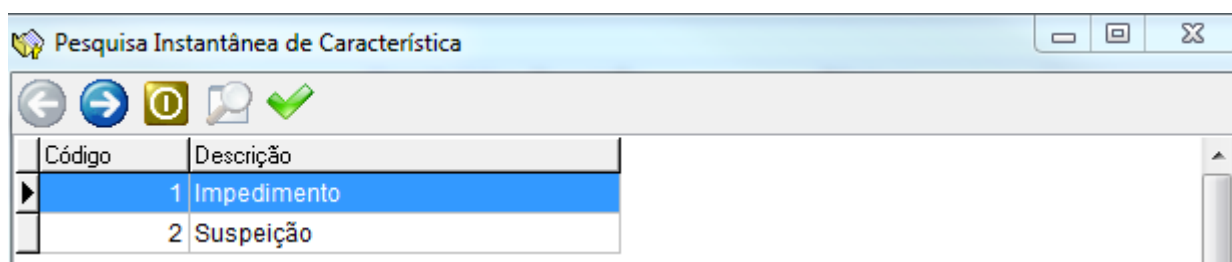 Pesquisa Instantânea de Característica
Código Descrição
1 Impedimento
2 Suspeição